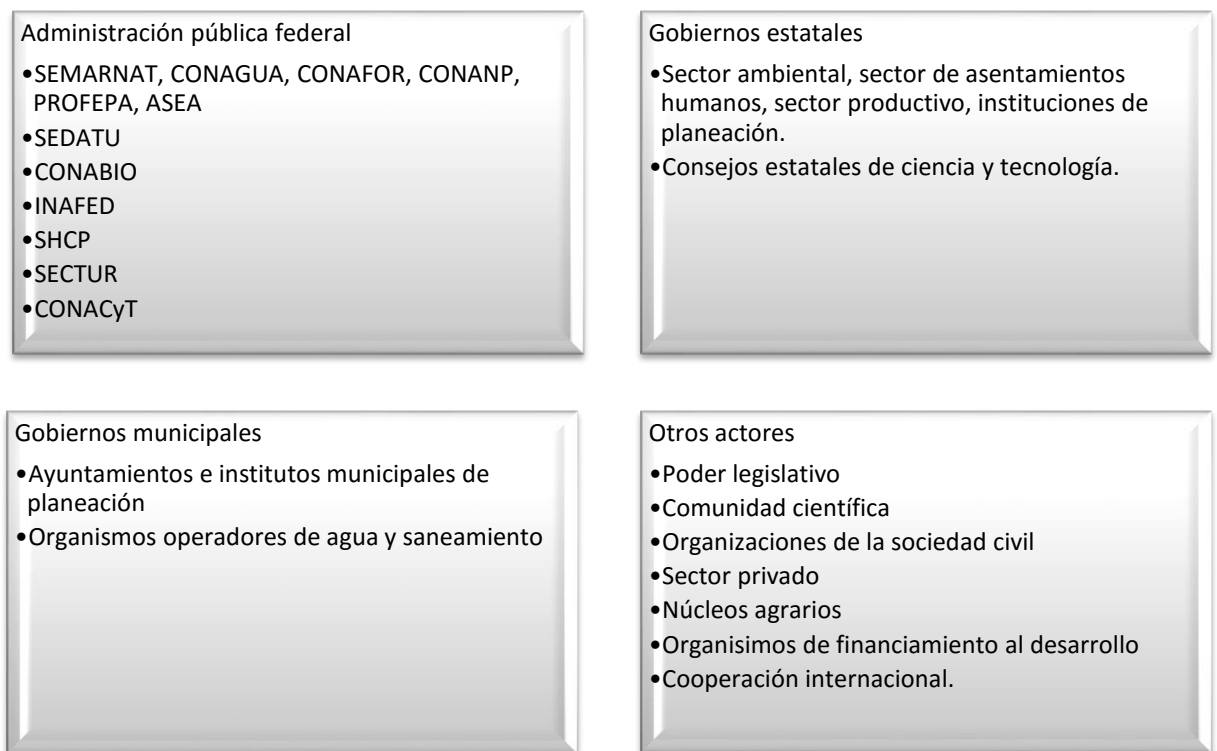 Administración pública federal
•SEMARNAT, CONAGUA, CONAFOR, CONANP,
PROFEPA, ASEA
•SEDATU
•CONABIO
•INAFED
•SHCP
•SECTUR
•CONACyT
Gobiernos estatales
•Sector ambiental, sector de asentamientos
humanos, sector productivo, instituciones de
planeación.
•Consejos estatales de ciencia y tecnología.
Gobiernos municipales
•Ayuntamientos e institutos municipales de
planeación
•Organismos operadores de agua y saneamiento
Otros actores
•Poder legislativo
•Comunidad científica
•Organizaciones de la sociedad civil
•Sector privado
•Núcleos agrarios
•Organisimos de financiamiento al desarrollo
•Cooperación internacional.